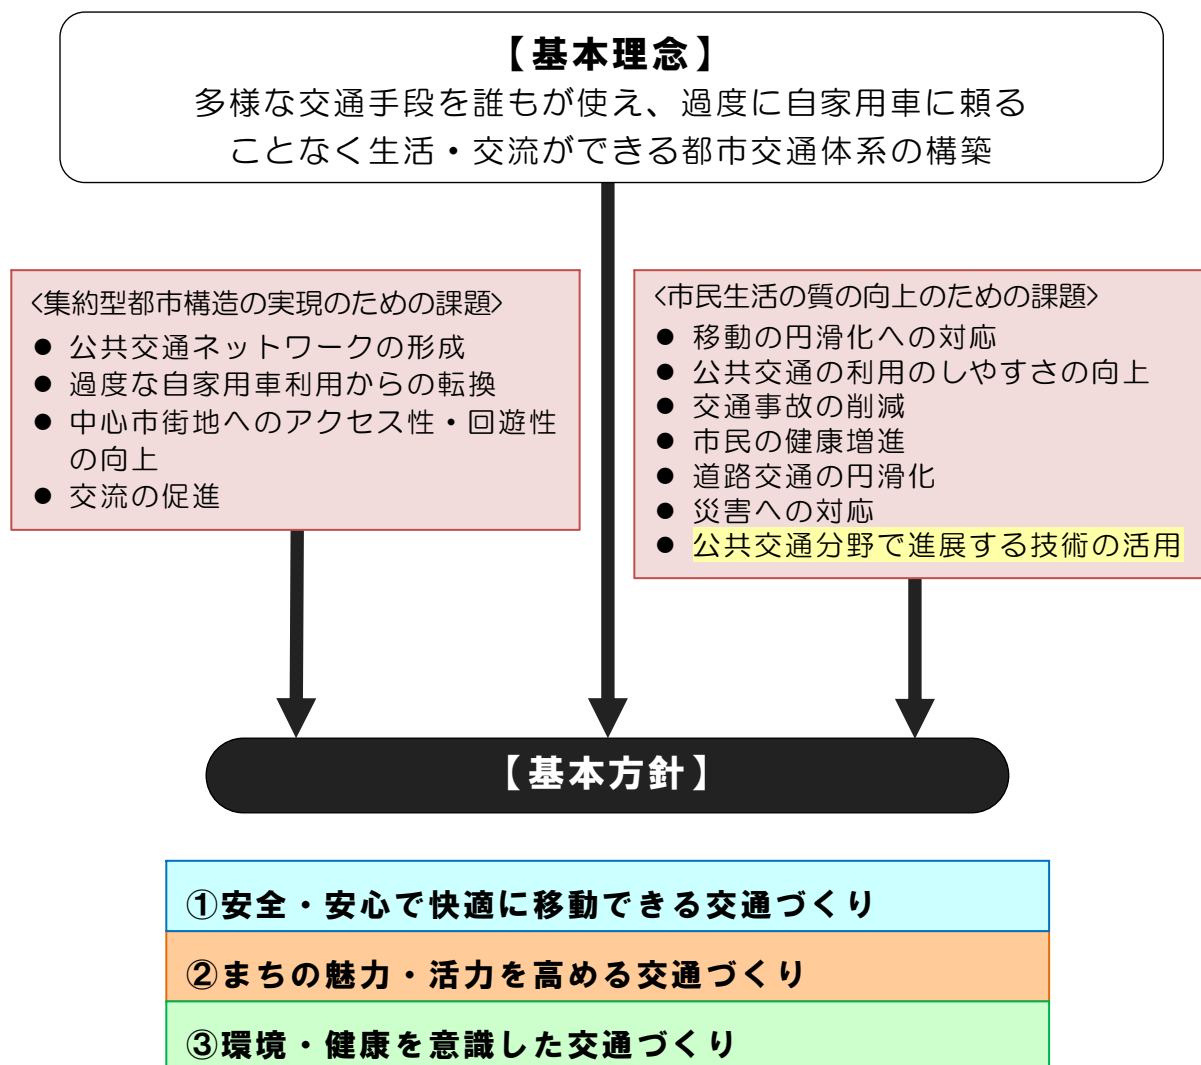 【基本理念】
多様な交通手段を誰もが使え、過度に自家用車に頼る
ことなく生活・交流ができる都市交通体系の構築
<集約型都市構造の実現のための課題>
● 公共交通ネットワークの形成
● 過度な自家用車利用からの転換
● 中心市街地へのアクセス性・回遊性
の向上
● 交流の促進
<市民生活の質の向上のための課題>
● 移動の円滑化への対応
● 公共交通の利用のしやすさの向上
● 交通事故の削減
● 市民の健康増進
● 道路交通の円滑化
● 災害への対応
● 公共交通分野で進展する技術の活用
【基本方針】
①安全・安心で快適に移動できる交通づくり
②まちの魅力・活力を高める交通づくり
③環境・健康を意識した交通づくり